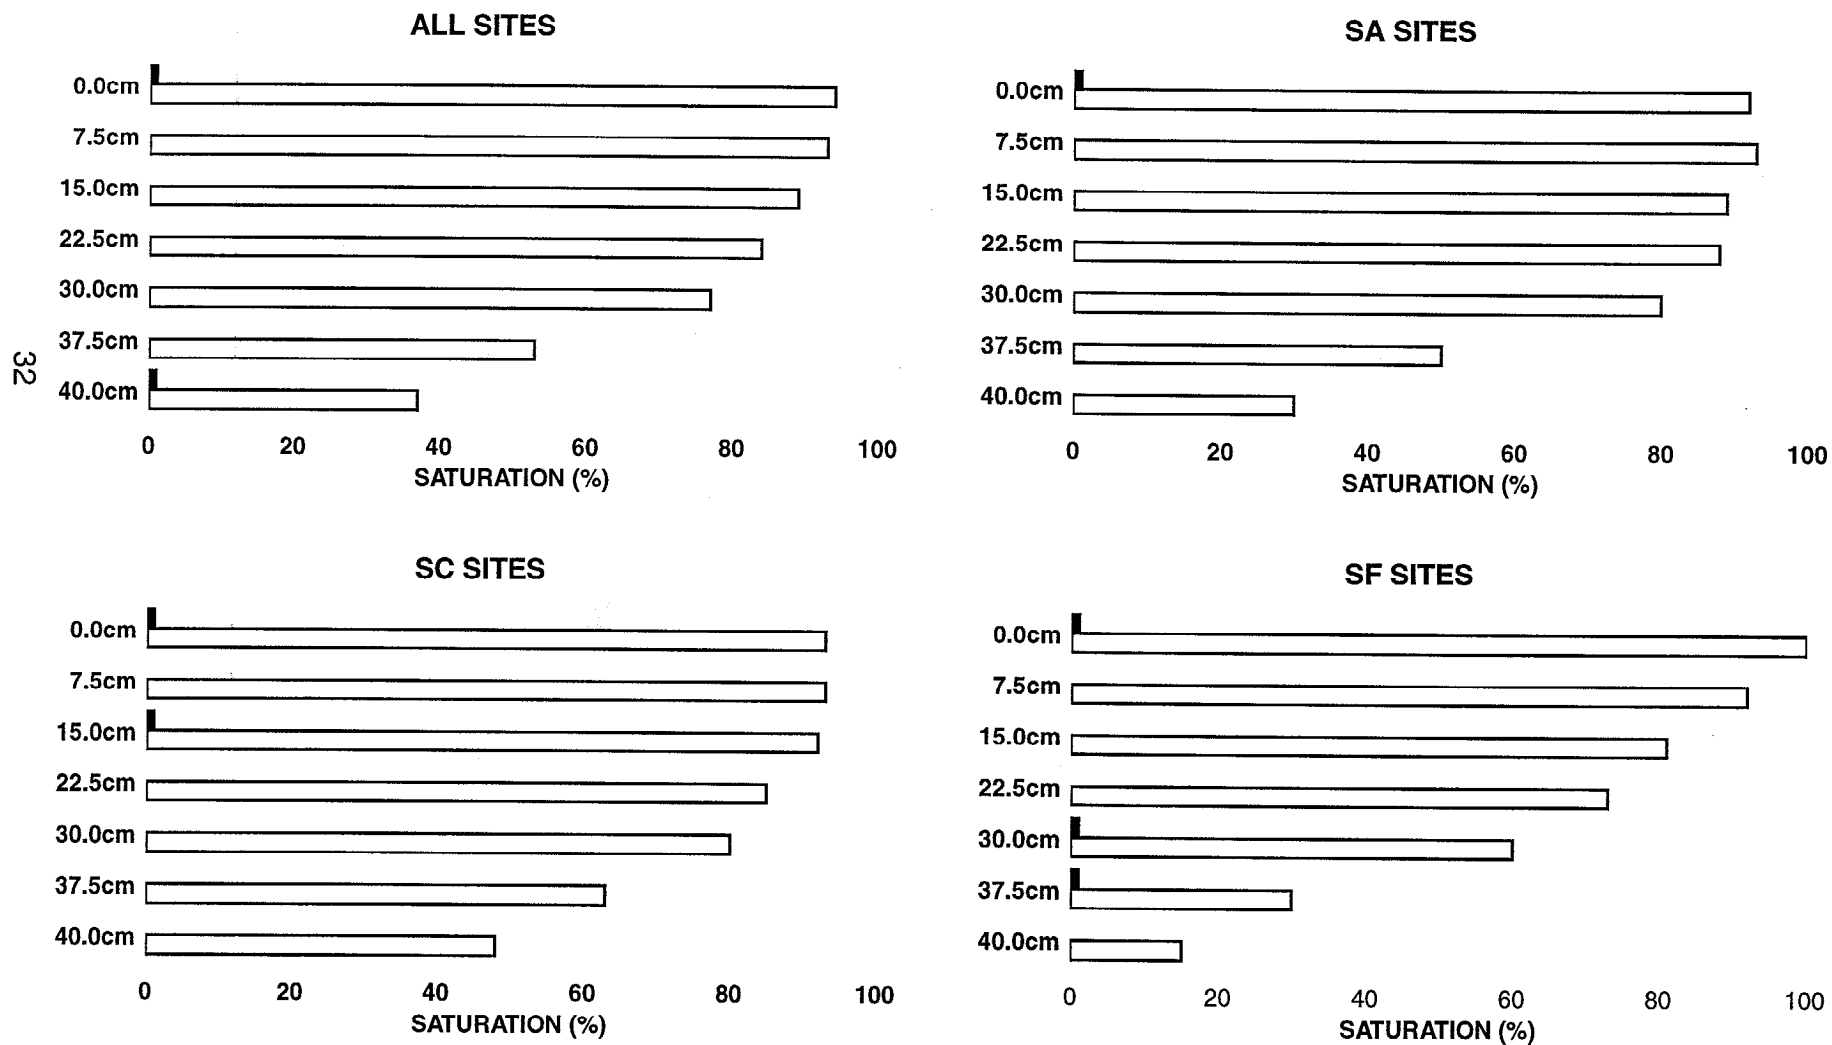 ALL SITES
0.0cm
7.5cm
15.0cm
22.5cm
30.0cm
37.5cm
40.0cm
0 20 40 60 80 100
SATURATION (%)
SA SITES
0.0cm
7.5cm
15.0cm
22.5cm
30.0cm
37.5cm
40.0cm
0 20 40 60 80 100
SATURATION (%)
32
SC SITES
0.0cm
7.5cm
15.0cm
22.5cm
30.0cm
37.5cm
40.0cm
0 20 40 60 80 100
SATURATION (%)
SF SITES
0.0cm
7.5cm
15.0cm
22.5cm
30.0cm
37.5cm
40.0cm
0 20 40 60 80 100
SATURATION (%)